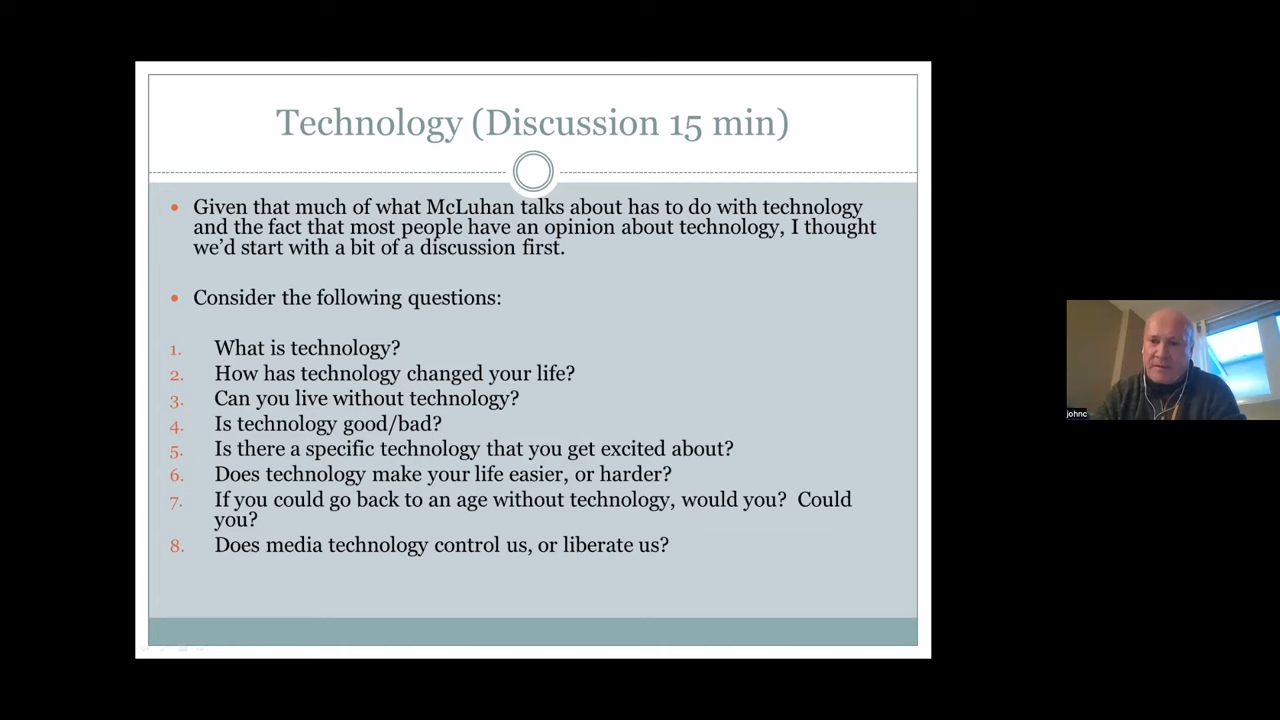 Technology (Discussion 15 min)
• Given that much of what McLuhan talks about has to do with technology
and the fact that most people have an opinion about technology, I thought
we'd start with a bit of a discussion first.
• Consider the following questions:
1. What is technology?
2. How has technology changed your life?
3. Can you live without technology?
4. Is technology good/bad?
5. Is there a specific technology that you get excited about?
6. Does technology make your life easier, or harder?
7. If you could go back to an age without technology, would you?  Could
you?
8. Does media technology control us, or liberate us?
johnc